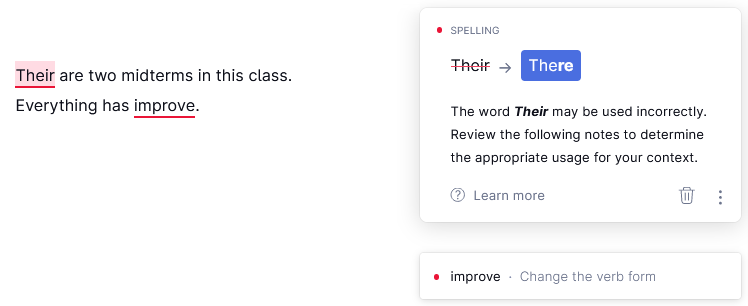 Their are two midterms in this class.
Everything has improve.
SPELLING
Their → There
The word Their may be used incorrectly.
Review the following notes to determine
the appropriate usage for your context.
Learn more
improve · Change the verb form